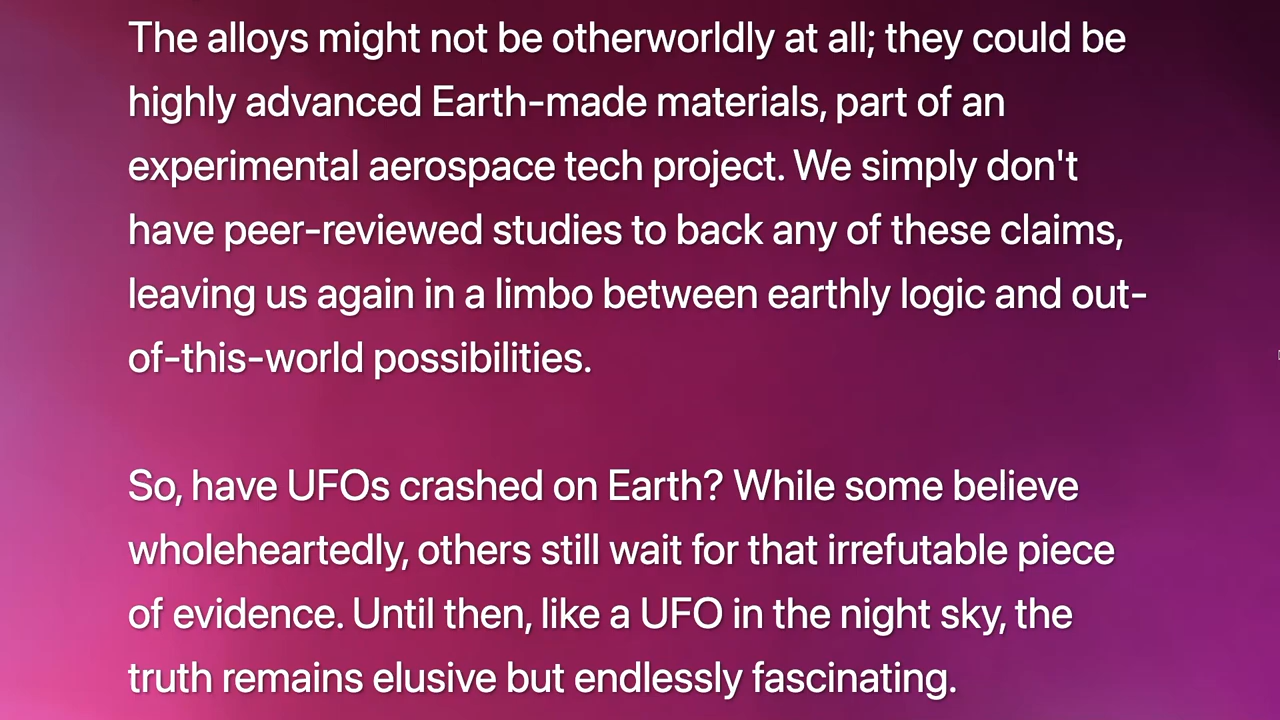 The alloys might not be otherworldly at all; they could be
highly advanced Earth-made materials, part of an
experimental aerospace tech project. We simply don't
have peer-reviewed studies to back any of these claims,
leaving us again in a limbo between earthly logic and out-
of-this-world possibilities.
So, have UFOs crashed on Earth? While some believe
wholeheartedly, others still wait for that irrefutable piece
of evidence. Until then, like a UFO in the night sky, the
truth remains elusive but endlessly fascinating.